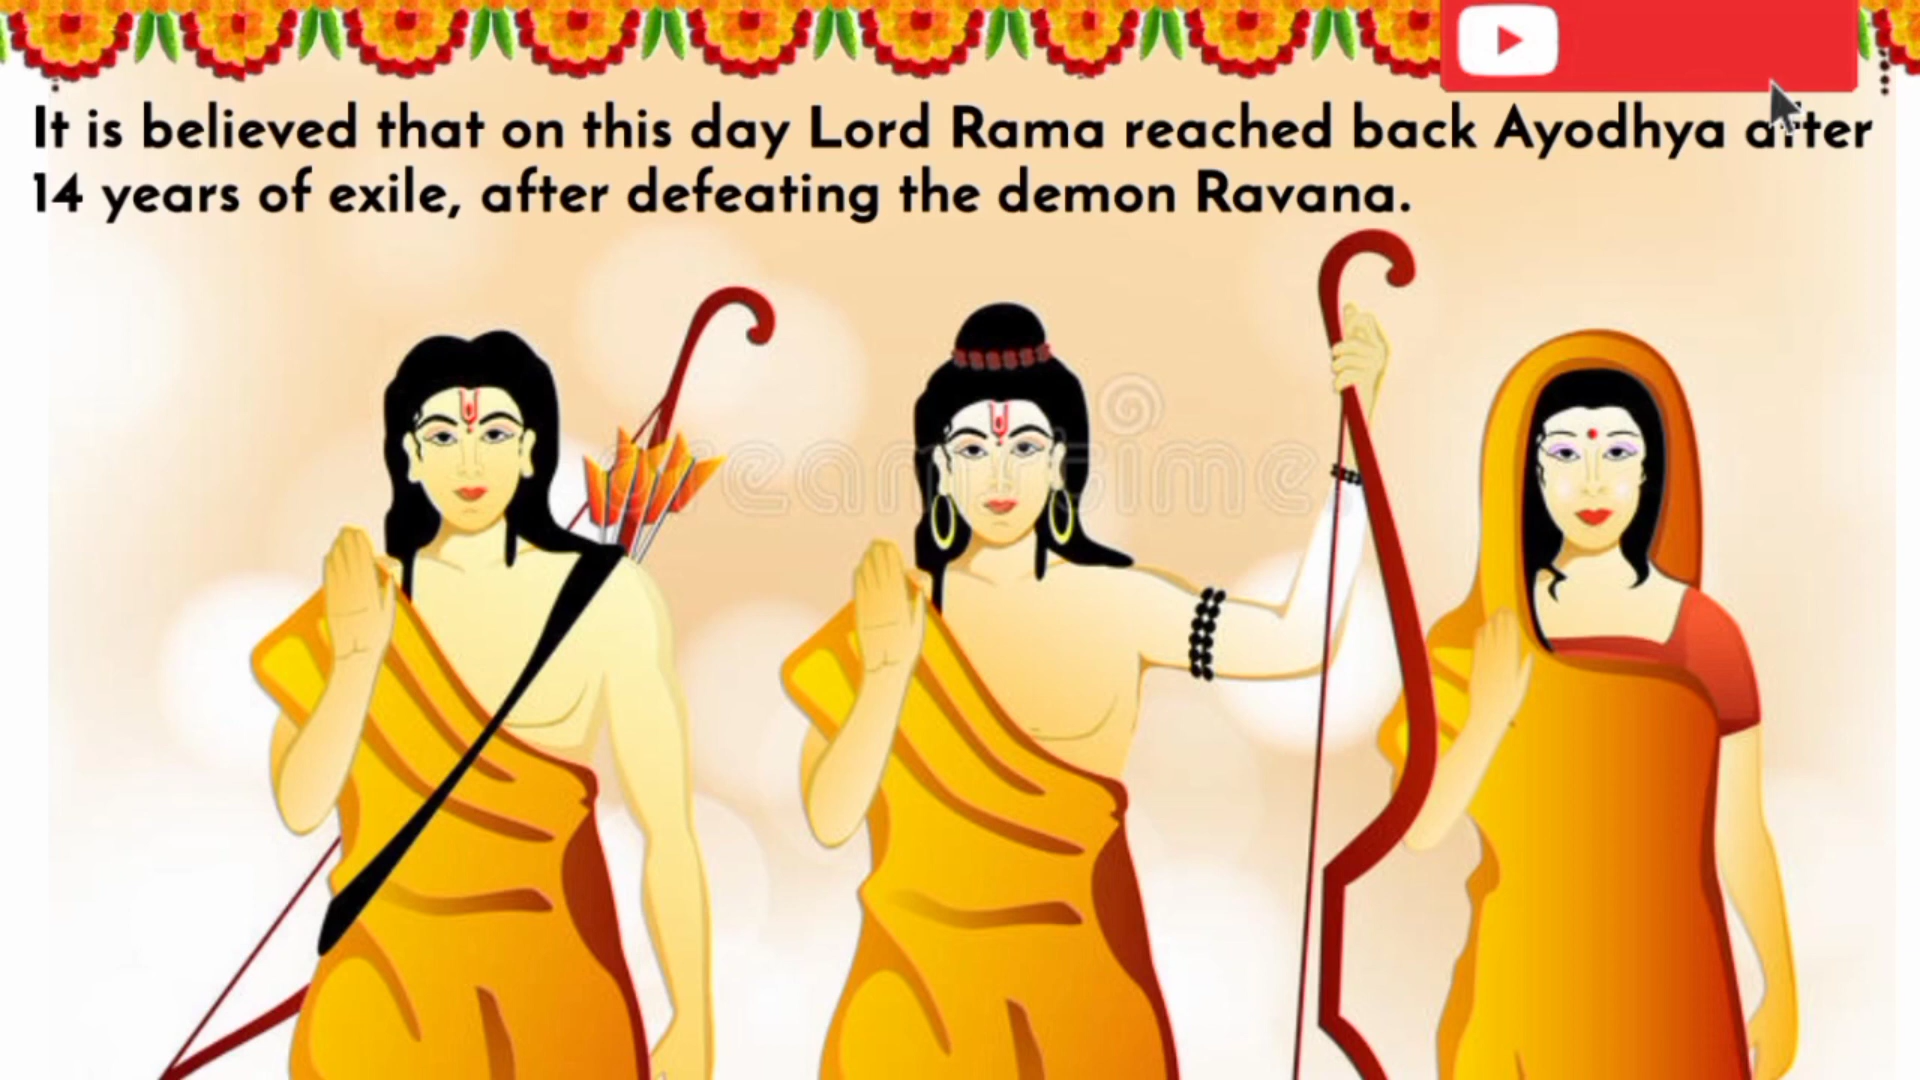 It is believed that on this day Lord Rama reached back Ayodhya after
14 years of exile, after defeating the demon Ravana.
dreamstime